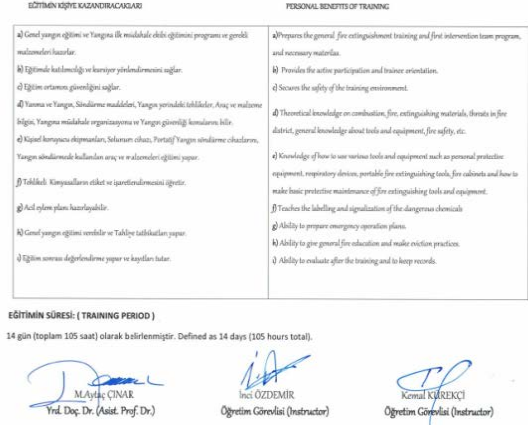 EĞİTİMİN KİŞİYE KAZANDIRACAKLARI
PERSONAL BENEFITS OF TRAINING
a) Genel yangın eğitimi ve Yangına ilk müdahale ekibi eğitimini programı ve gerekli
malzemeleri hazırlar.
b) Eğitimde katılımcılığı ve kursiyer yönlendirmesini sağlar.
c) Eğitim ortamını güvenliğini sağlar.
d) Yanma ve Yangın, Söndürme maddeleri, Yangın yerindeki tehlikeler, Araç ve malzeme
bilgisi, Yangına müdahale organizasyonu ve Yangın güvenliği konularını bilir.
e) Kişisel koruyucu ekipmanları, Solunum cihazı, Portatif Yangın söndürme cihazlarını,
Yangın söndürmede kullanılan araç ve malzemeleri eğitimi yapar.
f) Tehlikeli Kimyasalların etiket ve işaretlendirmesini öğretir.
g) Acil eylem planı hazırlayabilir.
h) Genel yangın eğitimi verebilir ve Tahliye tatbikatları yapar.
ı) Eğitim sonrası değerlendirme yapar ve kayıtları tutar.
a)Prepares the general fire extinguishment training and first intervention team program,
and necessary materilas.
b) Provides the active participation and trainee orientation.
c) Secures the safety of the training environment.
d) Theoretical knowledge on combustion, fire, extinguishing materials, threats in fire
district, general knowledge about tools and equipment, fire safety, etc.
e) Knowledge of how to use various tools and equipment such as personal protective
equipment, respiratory devices, portable fire extinguishing tools, fire cabinets and how to
make basic protective maintenance of fire extinguishing tools and equipment.
f) Teaches the labelling and signalization of the dangerous chemicals
g) Ability to prepare emergency operation plans.
h) Ability to give general fire education and make eviction practices.
ı) Ability to evaluate after the training and to keep records.
EĞİTİMİN SÜRESİ: ( TRAINING PERIOD )
14 gün (toplam 105 saat) olarak belirlenmiştir. Defined as 14 days (105 hours total).
M.Aytaç ÇINAR
Yrd. Doç. Dr. (Asist. Prof. Dr.)
İnci ÖZDEMİR
Öğretim Görevlisi (Instructor)
Kemal KÜREKÇİ
Öğretim Görevlisi (Instructor)